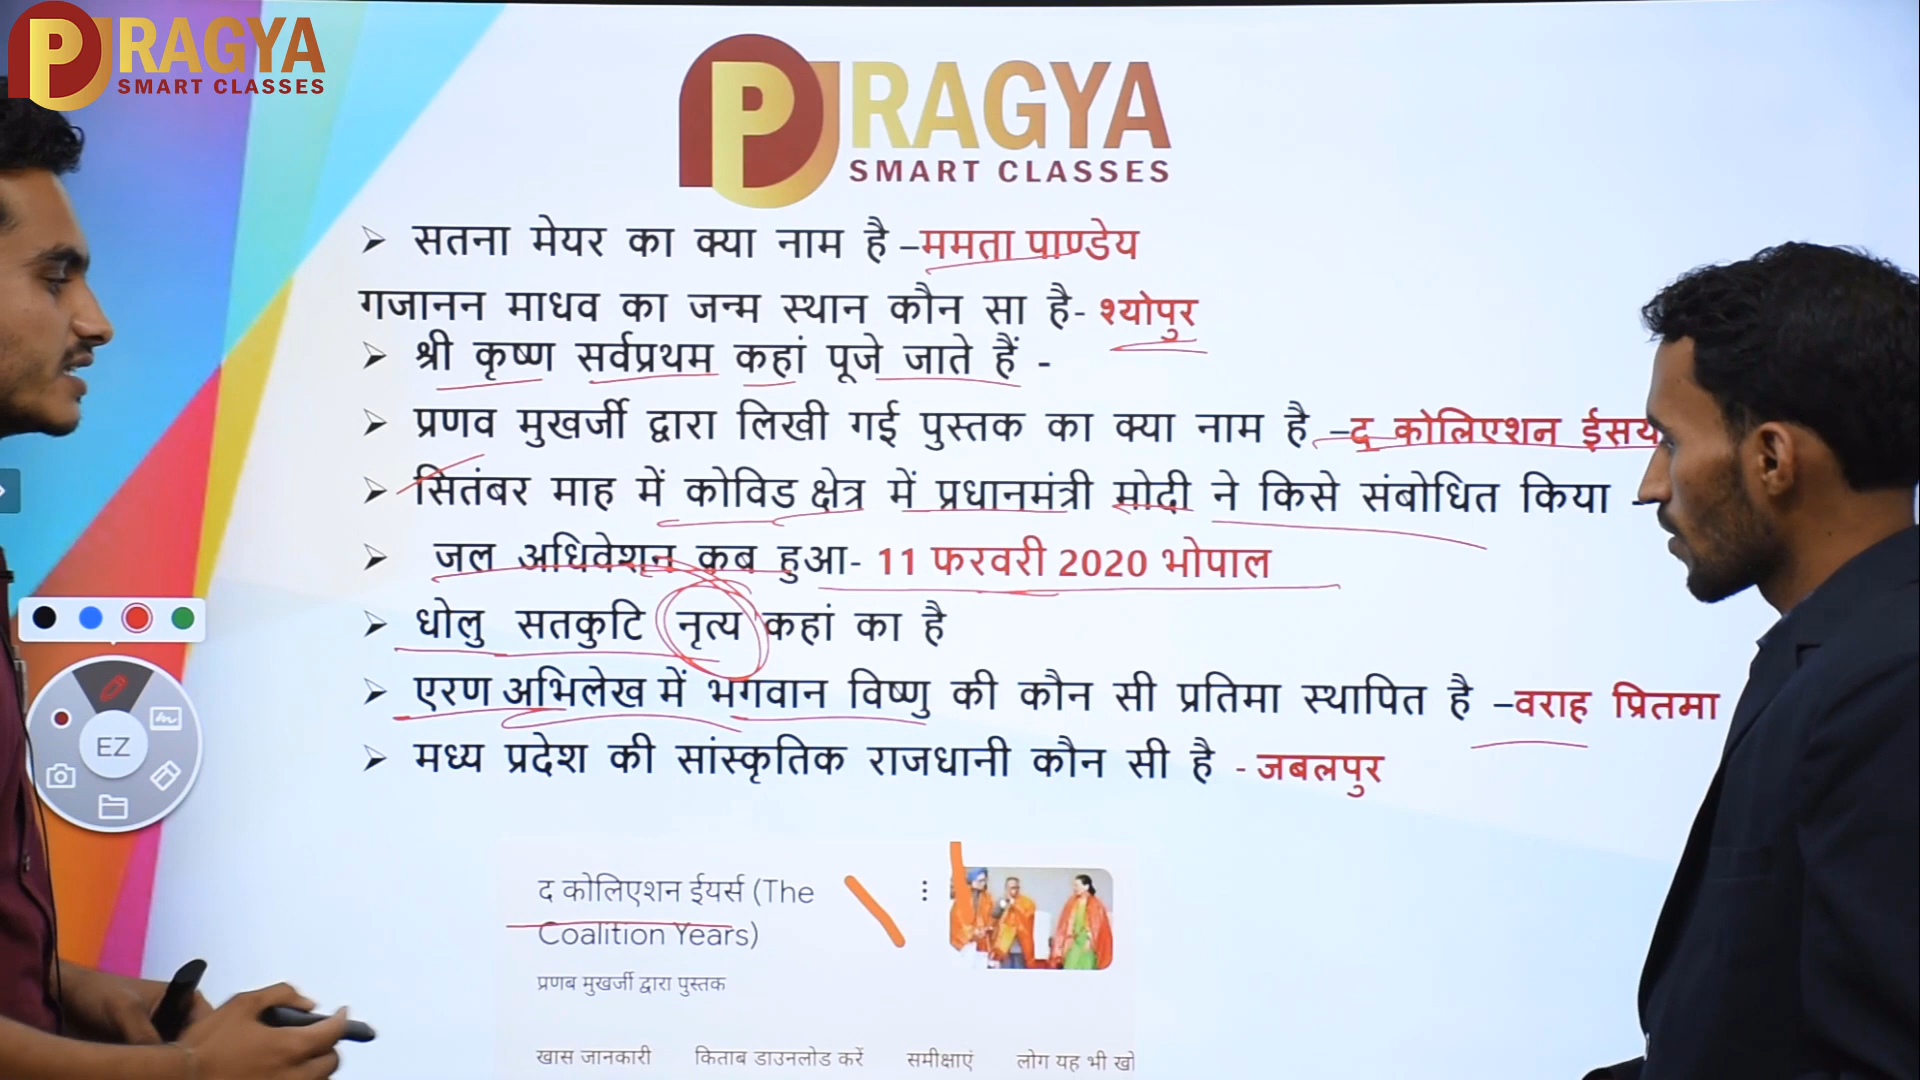 PRAGYA
SMART CLASSES
PRAGYA
SMART CLASSES
➢ सतना मेयर का क्या नाम है –ममता पाण्डेय
गजानन माधव का जन्म स्थान कौन सा है- श्योपुर
➢ श्री कृष्ण सर्वप्रथम कहां पूजे जाते हैं -
➢ प्रणव मुखर्जी द्वारा लिखी गई पुस्तक का क्या नाम है –द कोलिएशन
➢ सितंबर माह में कोविड क्षेत्र में प्रधानमंत्री मोदी ने किसे संबोधित किया -
➢ जल अधिवेशन कब हुआ- 11 फरवरी 2020 भोपाल
➢ धोलु सतकुटि नृत्य कहां का है
➢ एरण अभिलेख में भगवान विष्णु की कौन सी प्रतिमा स्थापित है –वराह प्रितमा
➢ मध्य प्रदेश की सांस्कृतिक राजधानी कौन सी है - जबलपुर
EZ
द कोलिएशन ईयर्स (The
Coalition Years)
प्रणब मुखर्जी द्वारा पुस्तक
खास जानकारी किताब डाउनलोड करें समीक्षाएं लोग यह भी